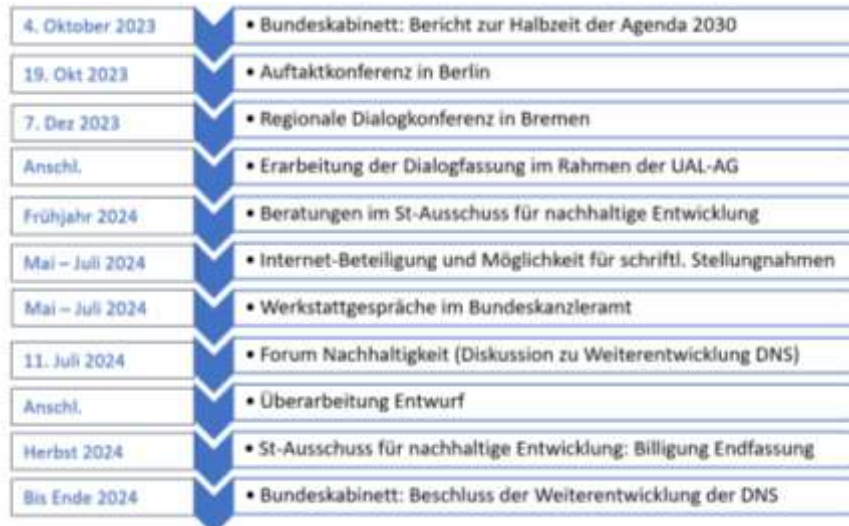 4. Oktober 2023 • Bundeskabinett: Bericht zur Halbzeit der Agenda 2030
19. Okt 2023 • Auftaktkonferenz in Berlin
7. Dez 2023 • Regionale Dialogkonferenz in Bremen
Anschl. • Erarbeitung der Dialogfassung im Rahmen der UAL-AG
Frühjahr 2024 • Beratungen im St-Ausschuss für nachhaltige Entwicklung
Mai – Juli 2024 • Internet-Beteiligung und Möglichkeit für schriftl. Stellungnahmen
Mai – Juli 2024 • Werkstattgespräche im Bundeskanzleramt
11. Juli 2024 • Forum Nachhaltigkeit (Diskussion zu Weiterentwicklung DNS)
Anschl. • Überarbeitung Entwurf
Herbst 2024 • St-Ausschuss für nachhaltige Entwicklung: Billigung Endfassung
Bis Ende 2024 • Bundeskabinett: Beschluss der Weiterentwicklung der DNS